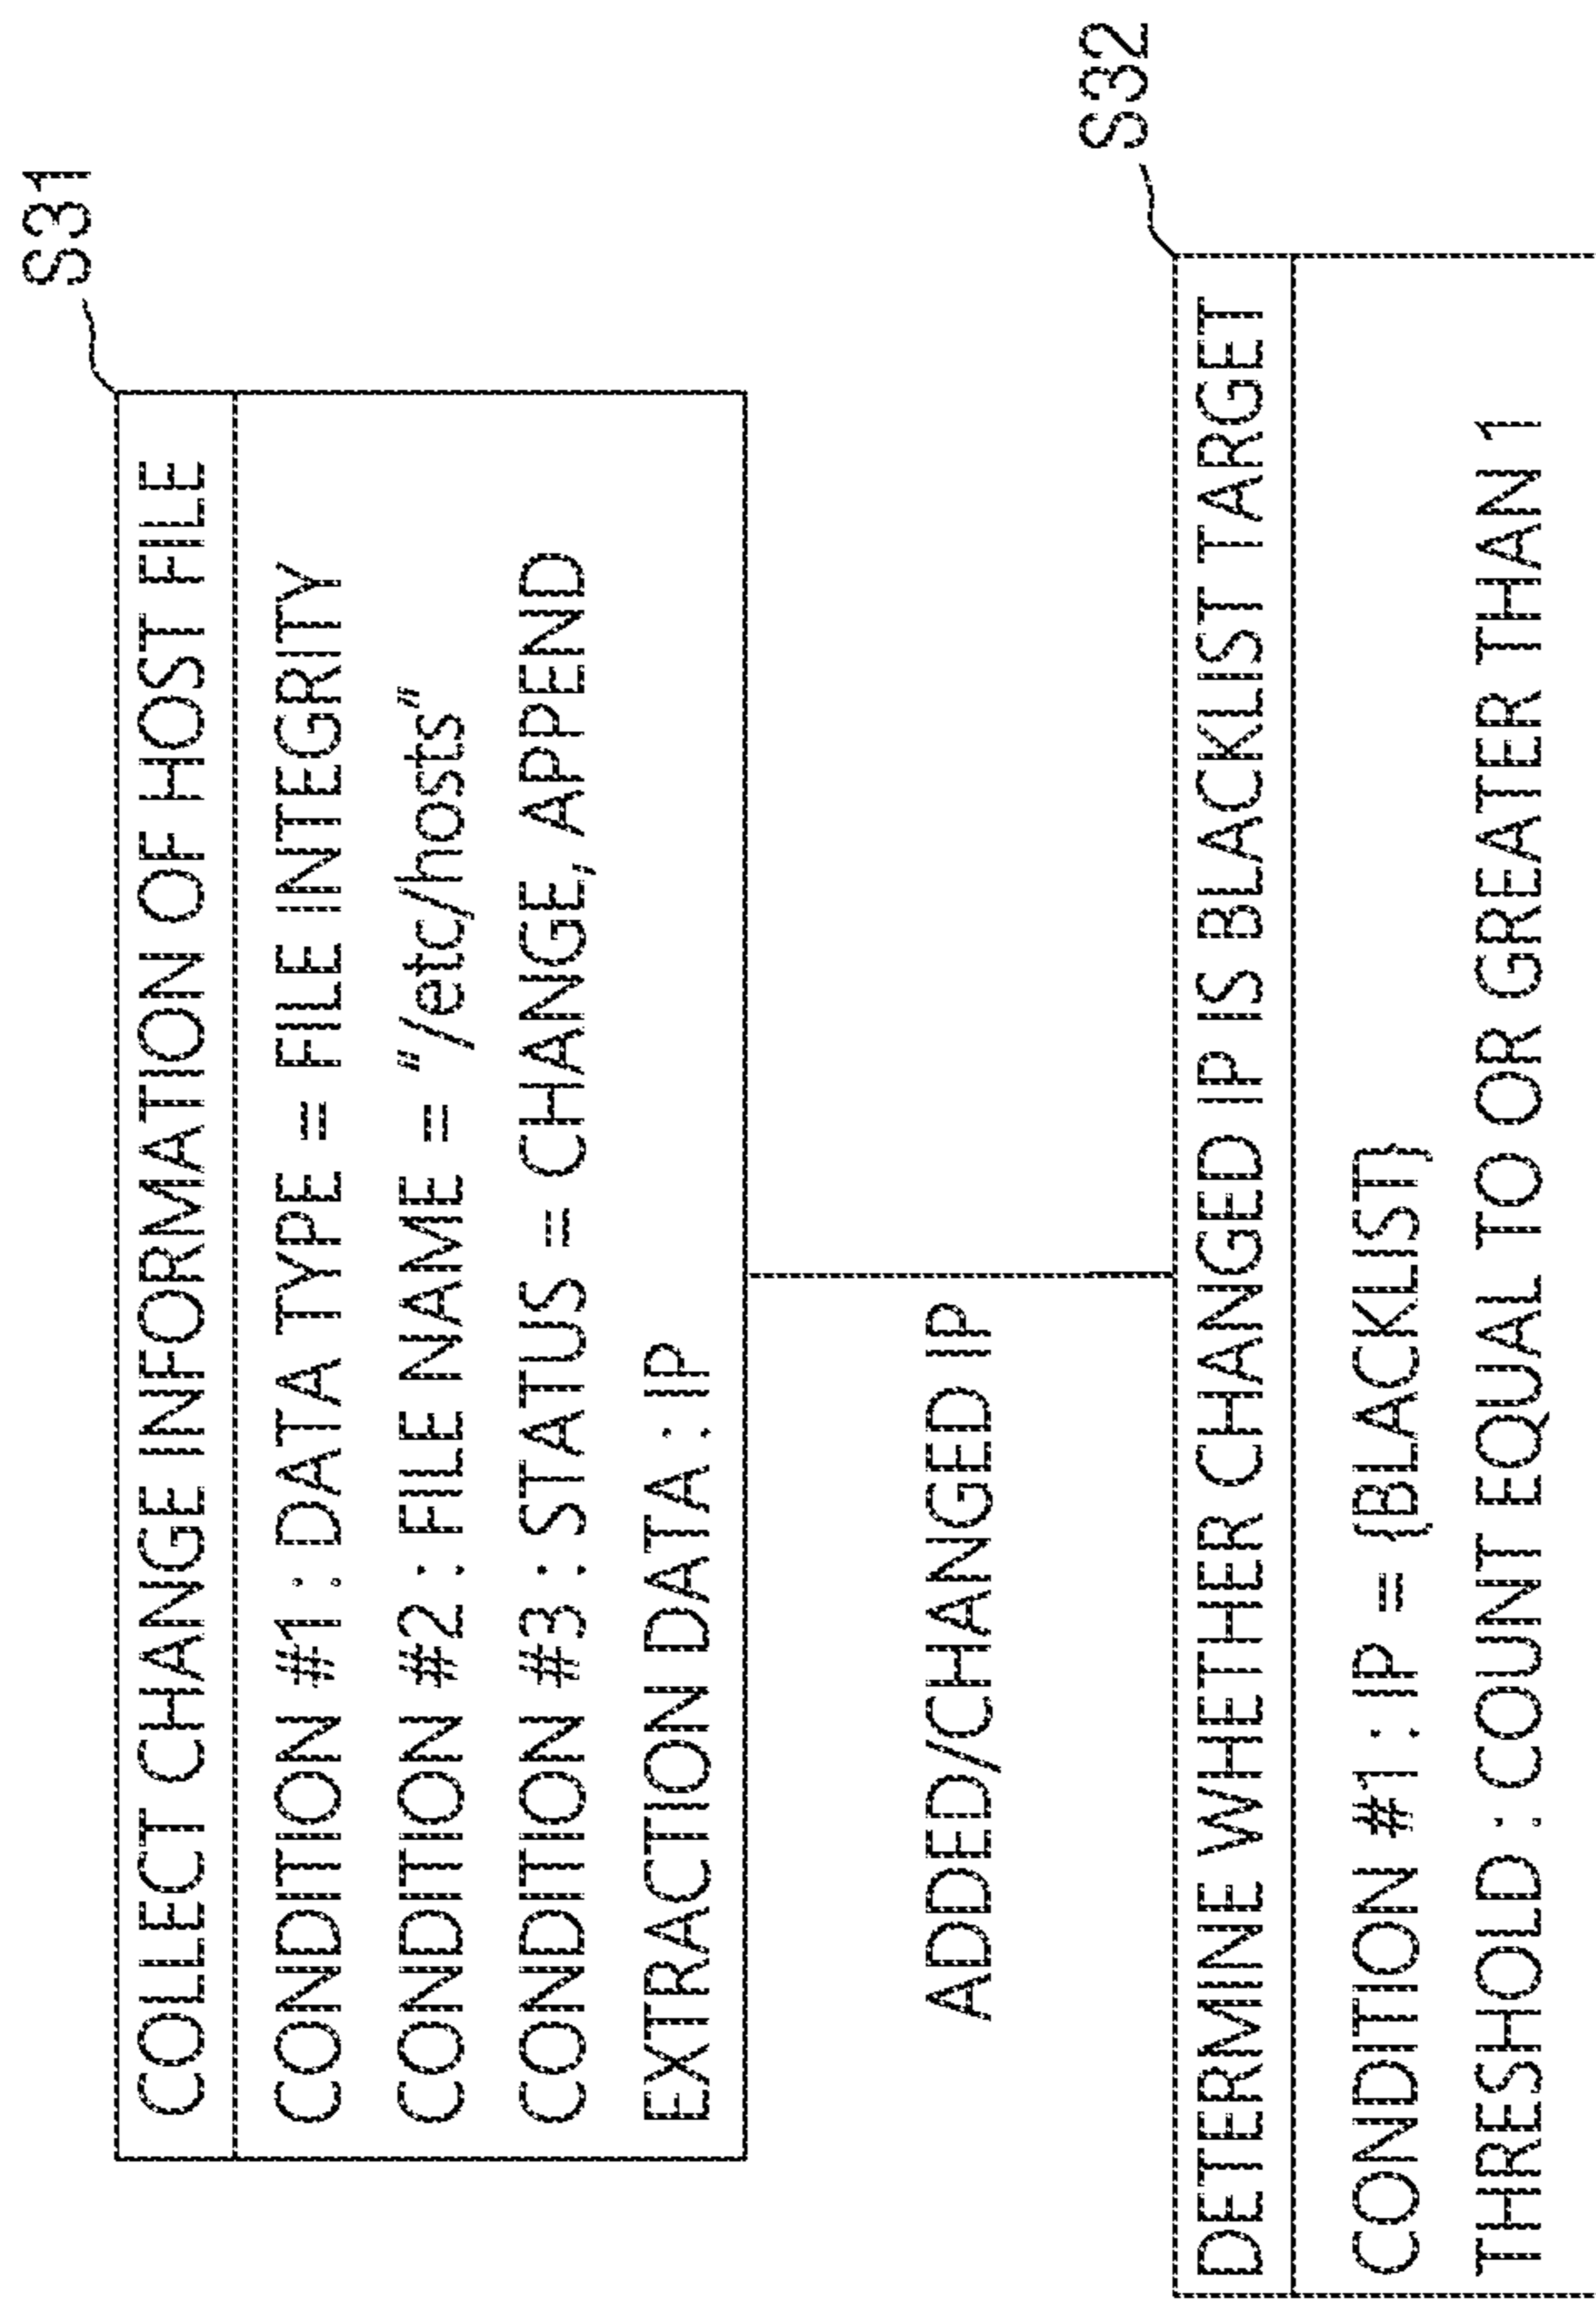 S31
COLLECT CHANGE INFORMATION OF HOST FILE
CONDITION #1 : DATA TYPE = FILE INTEGRITY
CONDITION #2 : FILE NAME = "/etc/hosts"
CONDITION #3 : STATUS = CHANGE, APPEND
EXTRACTION DATA : IP
ADDED/CHANGED IP
S32
DETERMINE WHETHER CHANGED IP IS BLACKLIST TARGET
CONDITION #1 : IP = {BLACKLIST}
THRESHOLD : COUNT EQUAL TO OR GREATER THAN 1